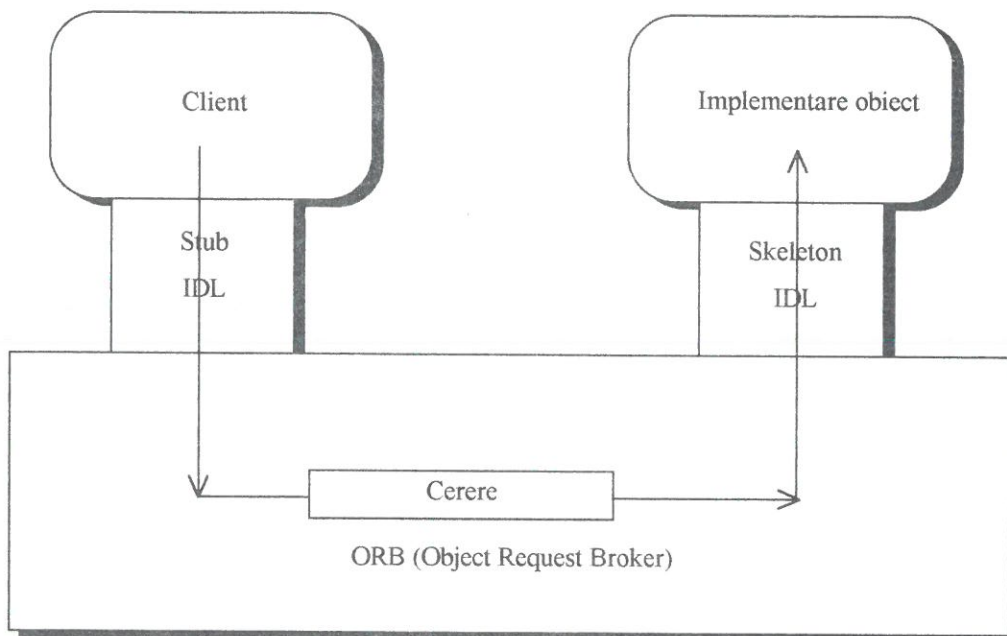 Client
Implementare obiect
Stub
IDL
Skeleton
IDL
Cerere
ORB (Object Request Broker)